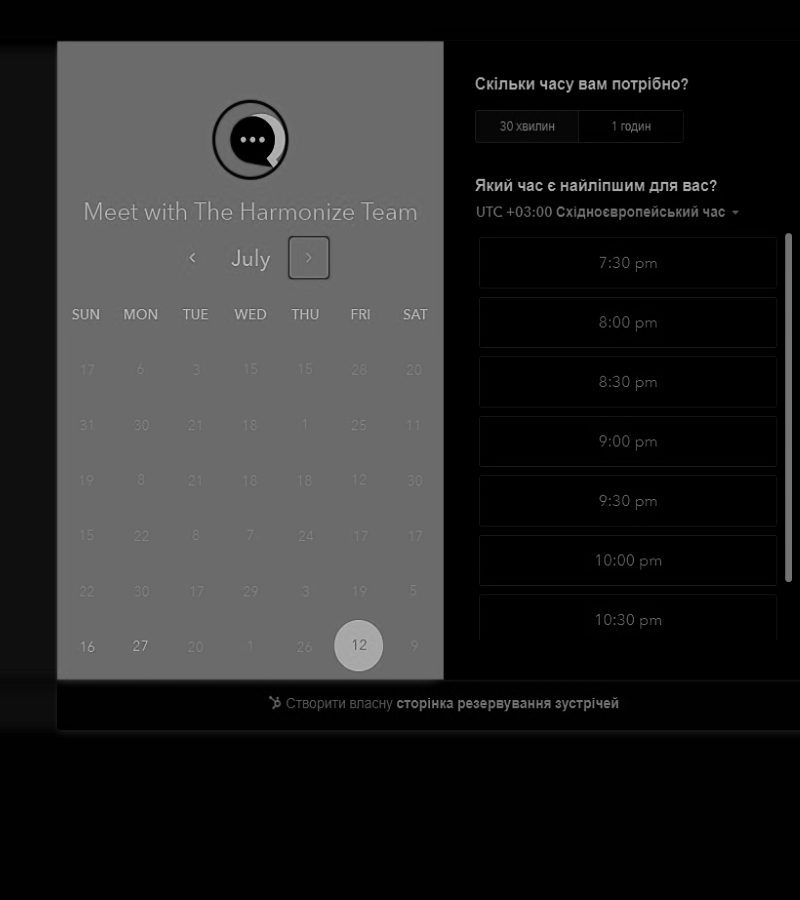 Meet with The Harmonize Team
July
SUN MON TUE WED THU FRI SAT
17 6 3 15 15 28 20
31 30 21 18 1 25 11
19 8 21 18 18 12 30
15 22 8 7 24 17 17
22 30 17 29 3 19 5
16 27 20 1 26 12 9
Скільки часу вам потрібно?
30 хвилин 1 годин
Який час є найліпшим для вас?
UTC +03:00 Східноєвропейський час
7:30 pm
8:00 pm
8:30 pm
9:00 pm
9:30 pm
10:00 pm
10:30 pm
Створити власну сторінка резервування зустрічей